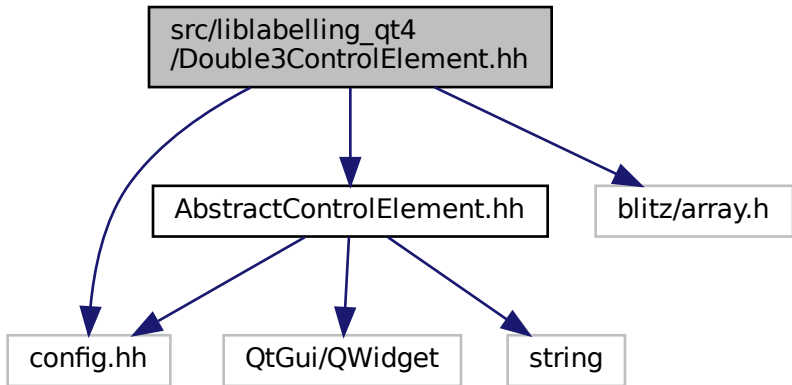 src/liblabelling_qt4
/Double3ControlElement.hh
AbstractControlElement.hh
blitz/array.h
config.hh
QtGui/QWidget
string